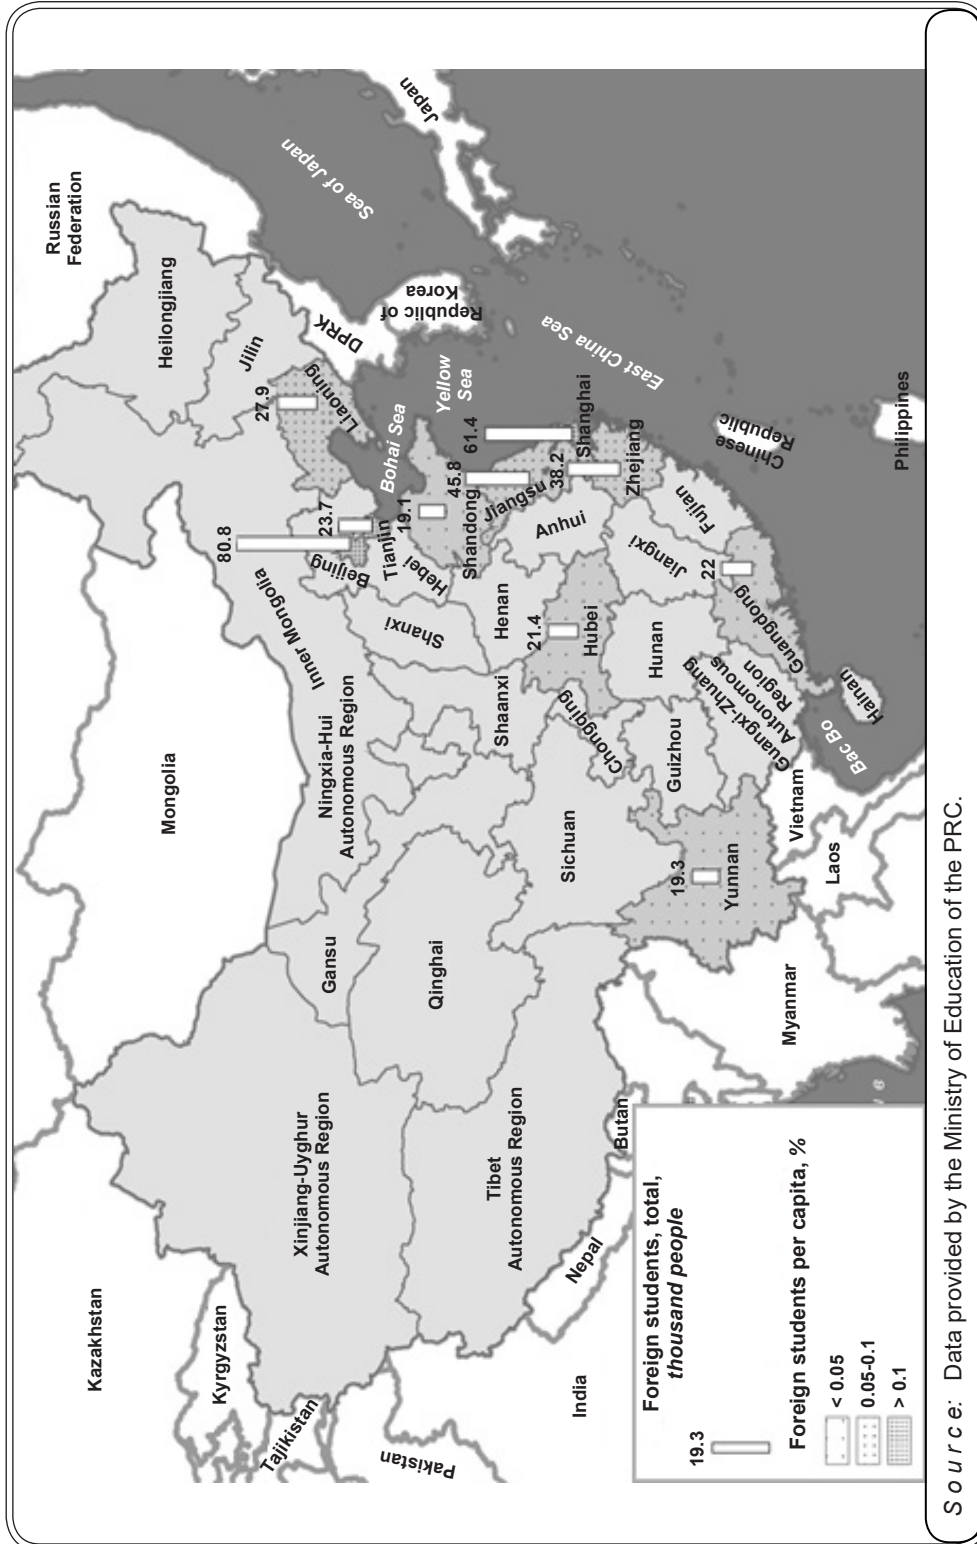 Russian
Federation
Kazakhstan
Mongolia
Heilongjiang
Kyrgyzstan
Jilin
27.9
80.8
Liaoning
DPRK
Sea of Japan
Japan
Tajikistan
Xinjiang-Uyghur
Autonomous Region
Gansu
Inner Mongolia
Ningxia-Hui
Autonomous Region
23.7
Beijing
Tianjin
Bohai Sea
Republic of
Korea
Pakistan
Hebei
19.1
Shanxi
Yellow
Sea
Qinghai
Shandong
45.8
61.4
Tibet
Autonomous Region
Shaanxi
Henan
Jiangsu
East China Sea
India
Nepal
Butan
Sichuan
Chongqing
21.4
Hubei
Anhui
38.2
Shanghai
Zhejiang
Guizhou
Hunan
Jiangxi
Fujian
19.3
Yunnan
Guangxi-Zhuang
Autonomous
Region
22
Guangdong
Chinese
Republic
Myanmar
Vietnam
Laos
Bac Bo
Hainan
Philippines
Foreign students, total,
thousand people
19.3
Foreign students per capita, %
< 0.05
0.05-0.1
> 0.1
Source: Data provided by the Ministry of Education of the PRC.